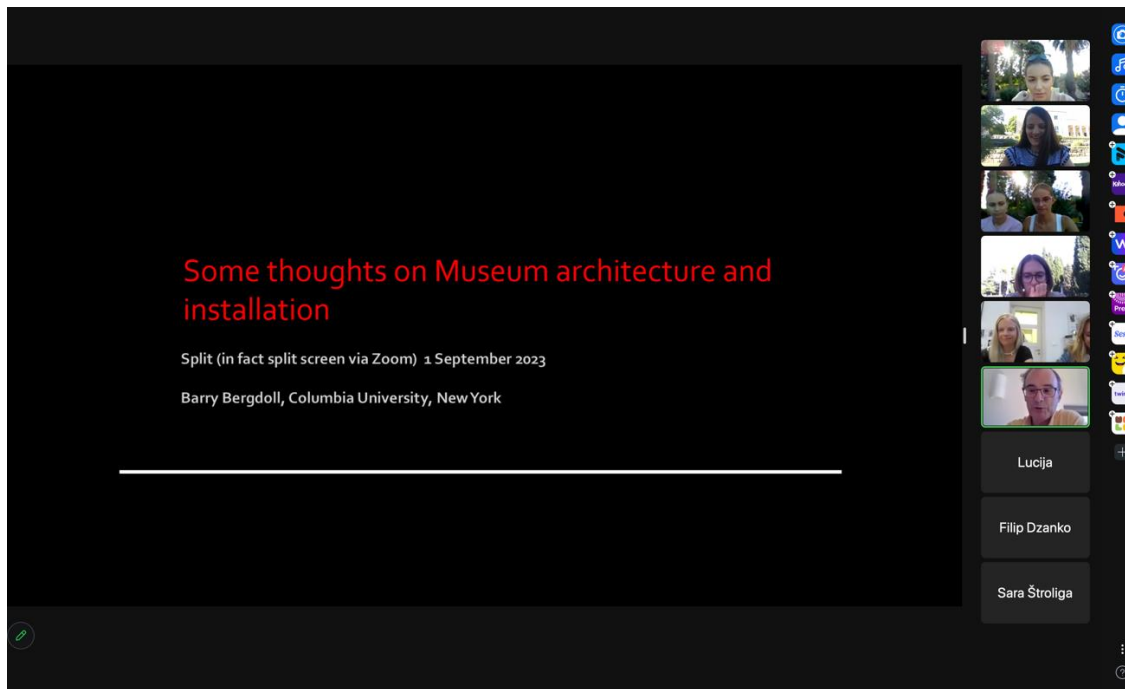 Some thoughts on Museum architecture and
installation
Split (in fact split screen via Zoom) 1 September 2023
Barry Bergdoll, Columbia University, New York
Lucija
Filip Dzanko
Sara Štroliga